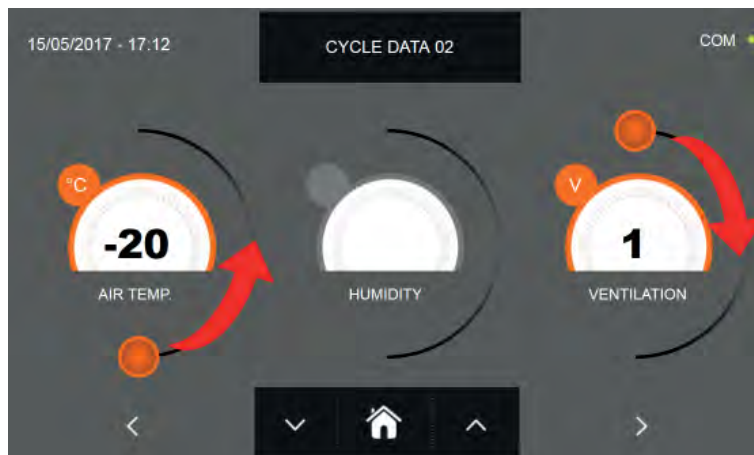 15/05/2017 - 17:12
CYCLE DATA 02
COM
°C
V
-20
1
AIR TEMP.
HUMIDITY
VENTILATION